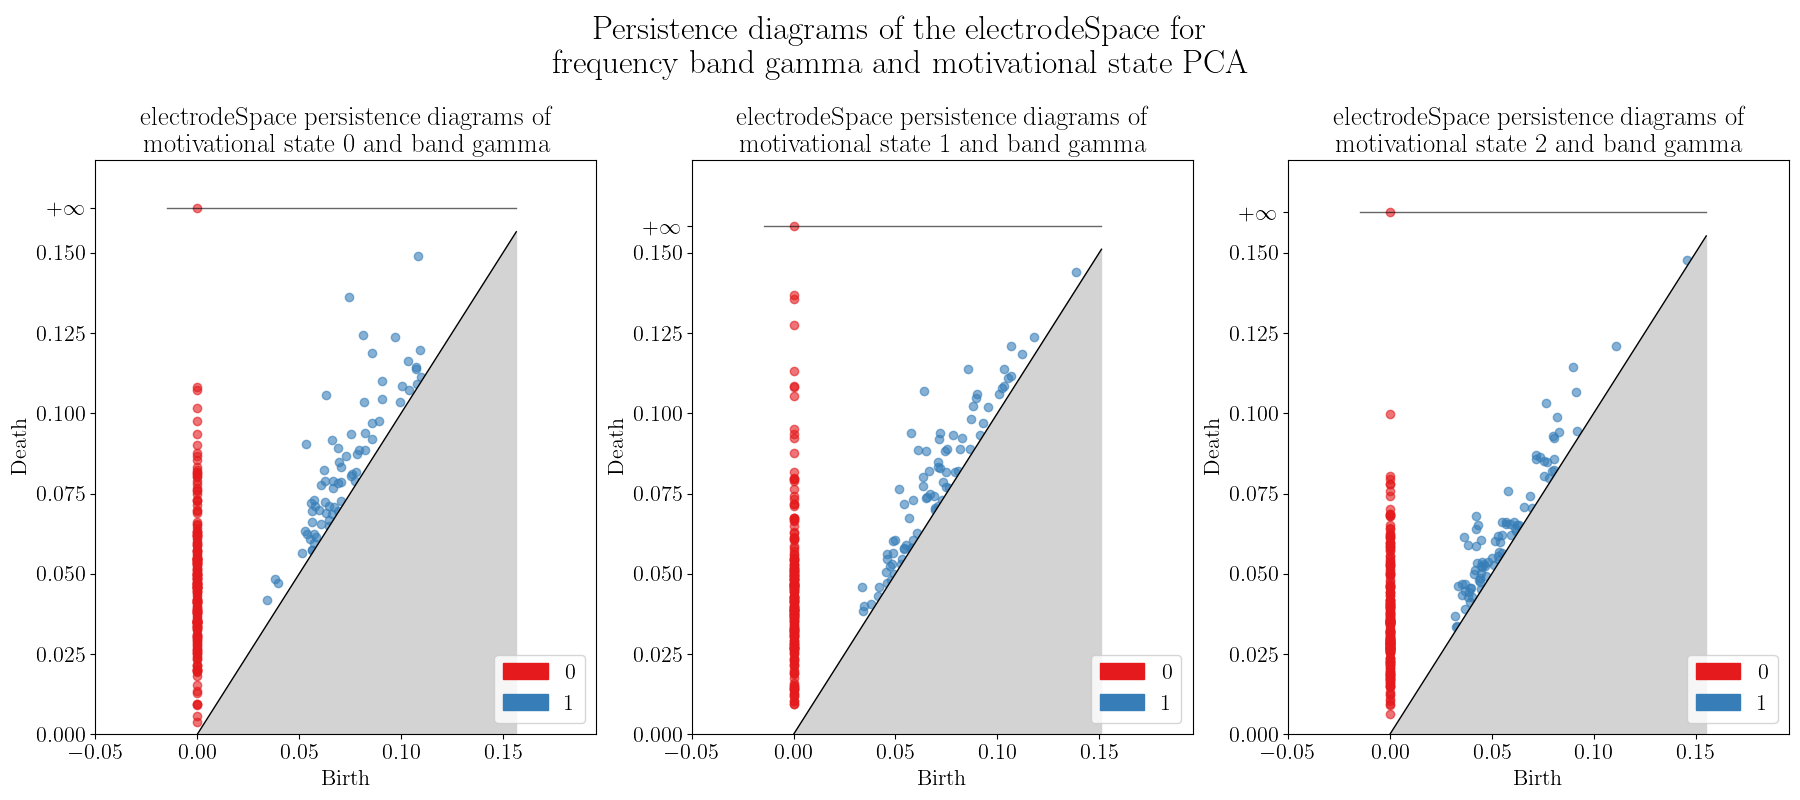 Persistence diagrams of the electrodeSpace for
frequency band gamma and motivational state PCA
electrodeSpace persistence diagrams of
motivational state 0 and band gamma
+∞
0.150
0.125
0.100
0.075
0.050
0.025
0.000
Death
−0.05 0.00 0.05 0.10 0.15
Birth
0
1
electrodeSpace persistence diagrams of
motivational state 1 and band gamma
+∞
0.150
0.125
0.100
0.075
0.050
0.025
0.000
Death
−0.05 0.00 0.05 0.10 0.15
Birth
0
1
electrodeSpace persistence diagrams of
motivational state 2 and band gamma
+∞
0.150
0.125
0.100
0.075
0.050
0.025
0.000
Death
−0.05 0.00 0.05 0.10 0.15
Birth
0
1